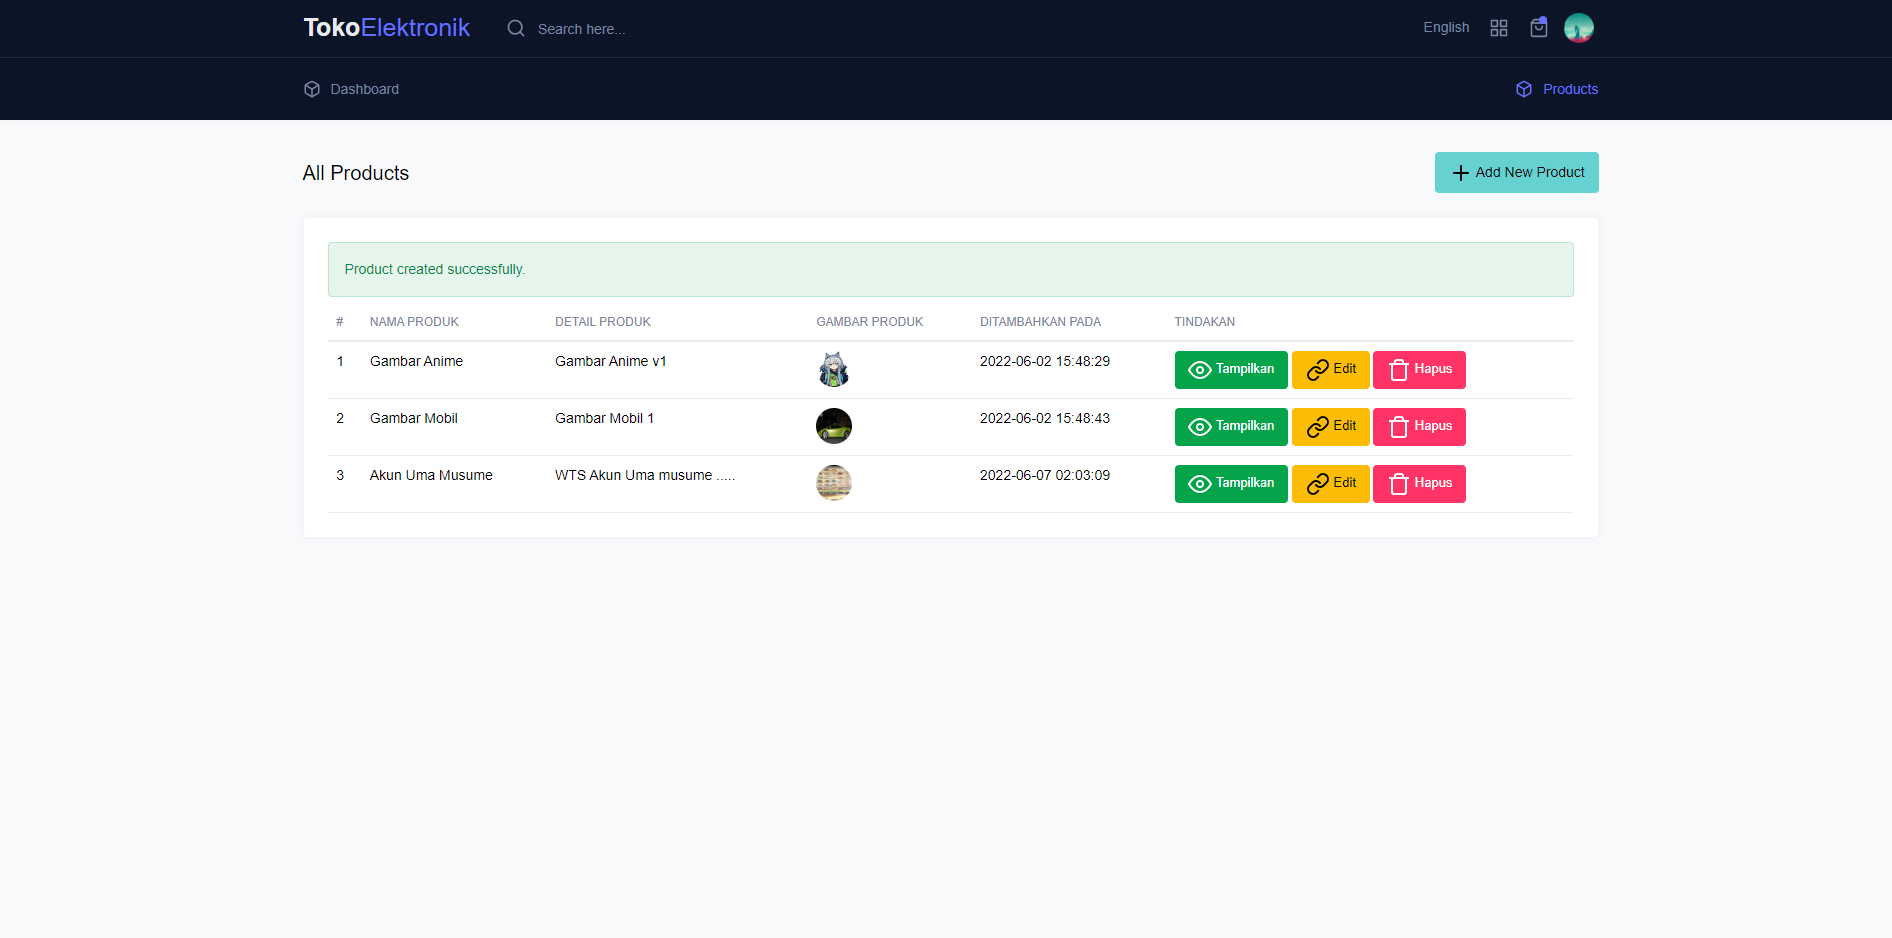 TokoElektronik Search here... English
Dashboard Products
All Products Add New Product
Product created successfully.
# NAMA PRODUK DETAIL PRODUK GAMBAR PRODUK DITAMBAHKAN PADA TINDAKAN
1 Gambar Anime Gambar Anime v1 2022-06-02 15:48:29 Tampilkan Edit Hapus
2 Gambar Mobil Gambar Mobil 1 2022-06-02 15:48:43 Tampilkan Edit Hapus
3 Akun Uma Musume WTS Akun Uma musume ..... 2022-06-07 02:03:09 Tampilkan Edit Hapus